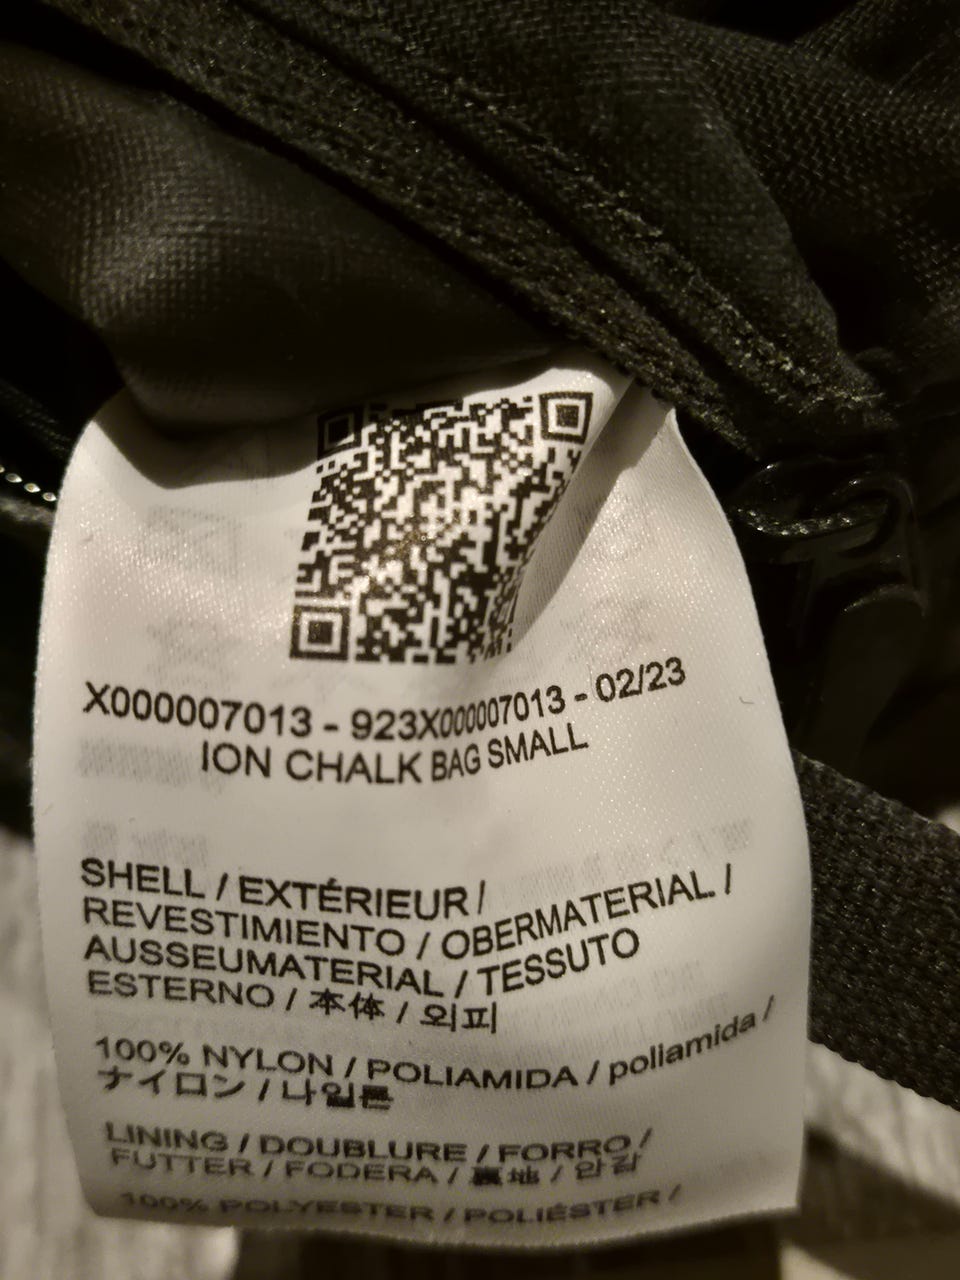 X000007013 - 923X000007013 - 02/23
ION CHALK BAG SMALL
SHELL / EXTÉRIEUR /
REVESTIMIENTO / OBERMATERIAL /
AUSSEUMATERIAL / TESSUTO
ESTERNO / 本体 / 외피
100% NYLON / POLIAMIDA / poliamida /
ナイロン / 나일론
LINING / DOUBLURE / FORRO /
FUTTER / FODERA / 裏地 / 안감
100% POLYESTER / POLIÉSTER /